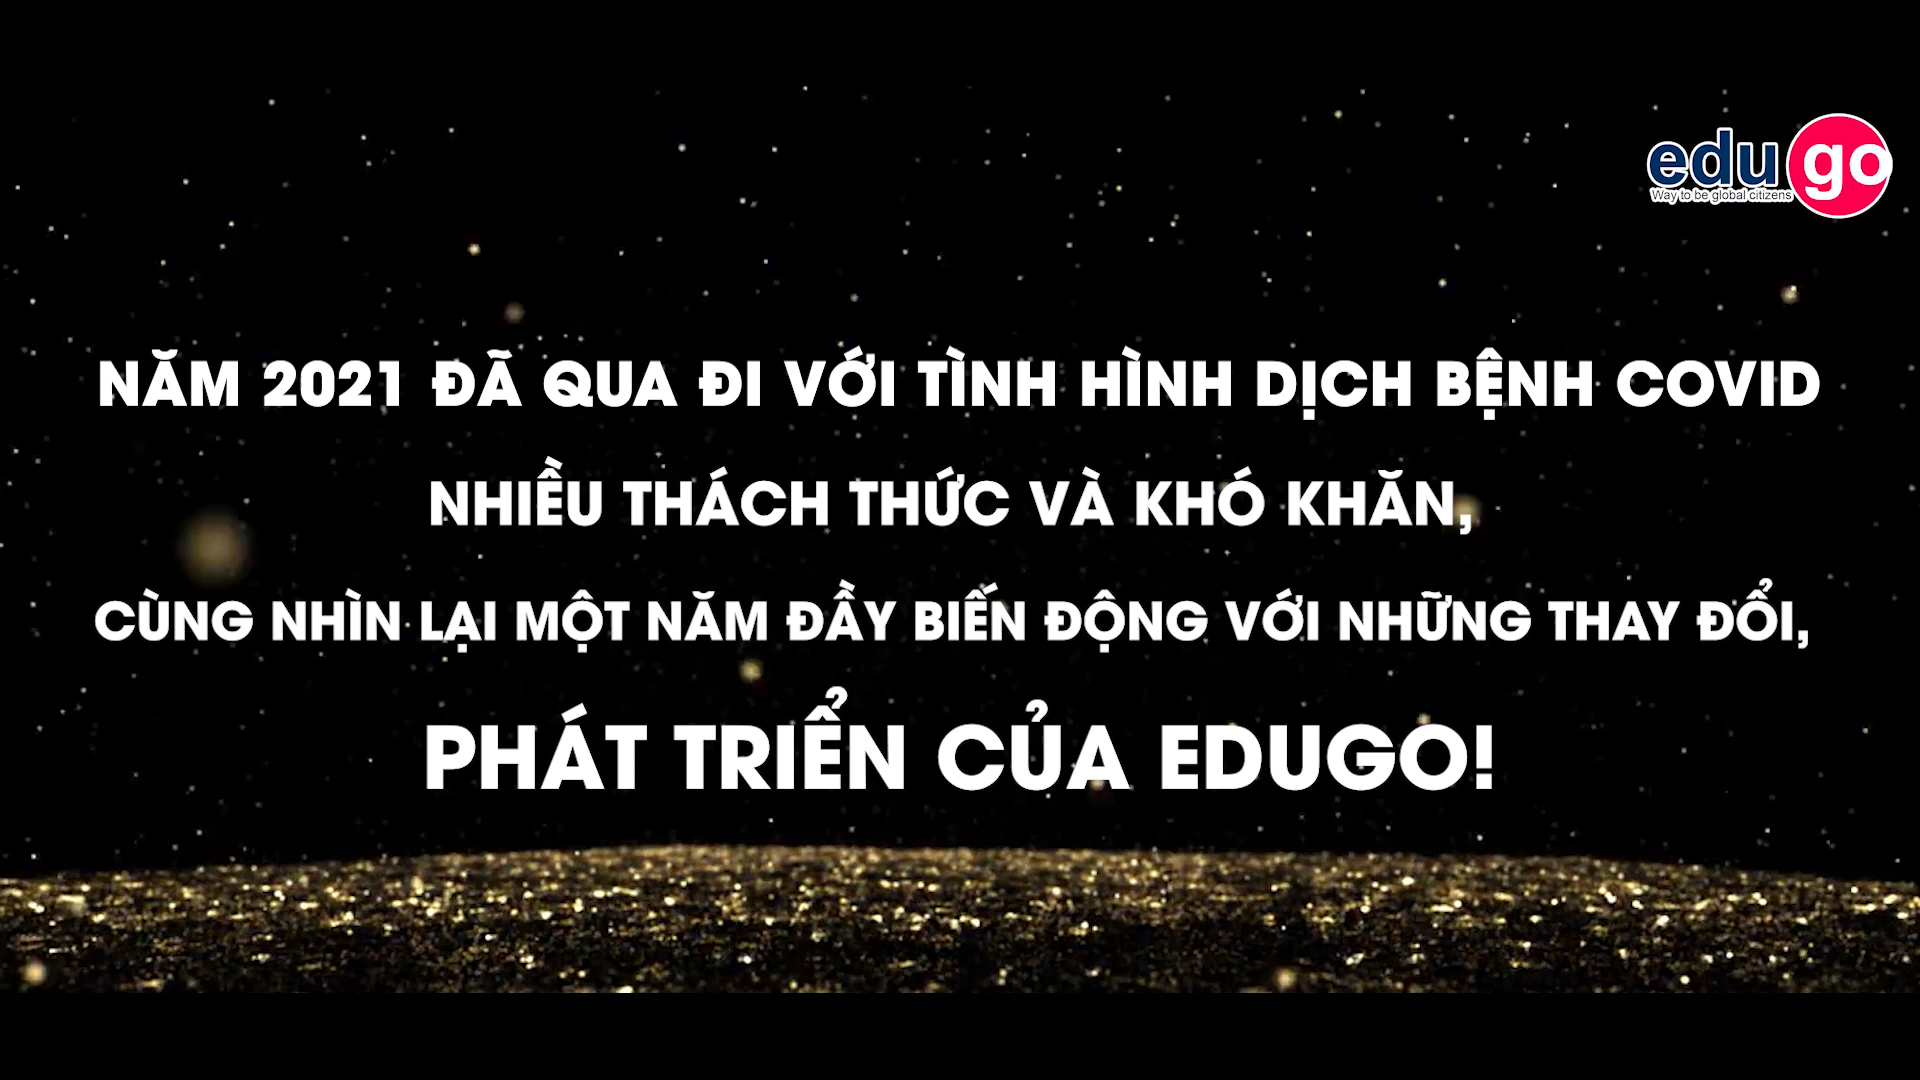 edugo
Way to be global citizens
NĂM 2021 ĐÃ QUA ĐI VỚI TÌNH HÌNH DỊCH BỆNH COVID
NHIỀU THÁCH THỨC VÀ KHÓ KHĂN,
CÙNG NHÌN LẠI MỘT NĂM ĐẦY BIẾN ĐỘNG VỚI NHỮNG THAY ĐỔI,
PHÁT TRIỂN CỦA EDUGO!